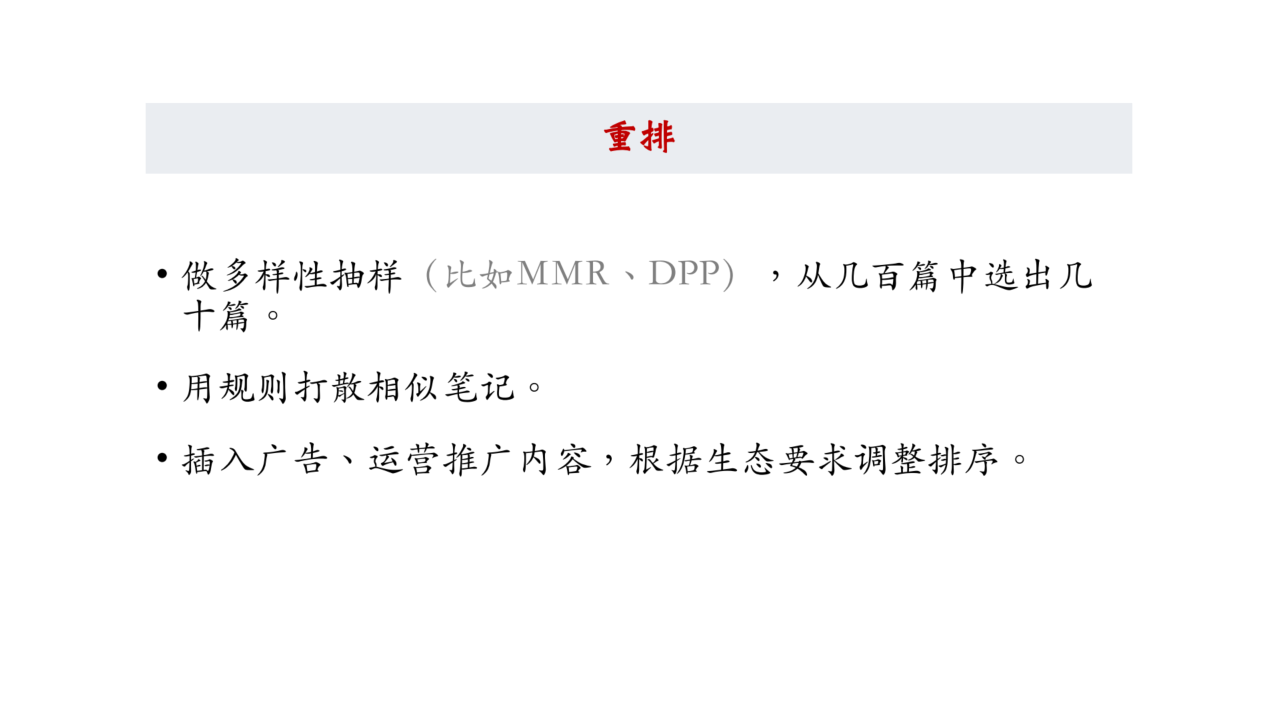 重排
• 做多样性抽样（比如MMR、DPP），从几百篇中选出几
十篇。
• 用规则打散相似笔记。
• 插入广告、运营推广内容，根据生态要求调整排序。